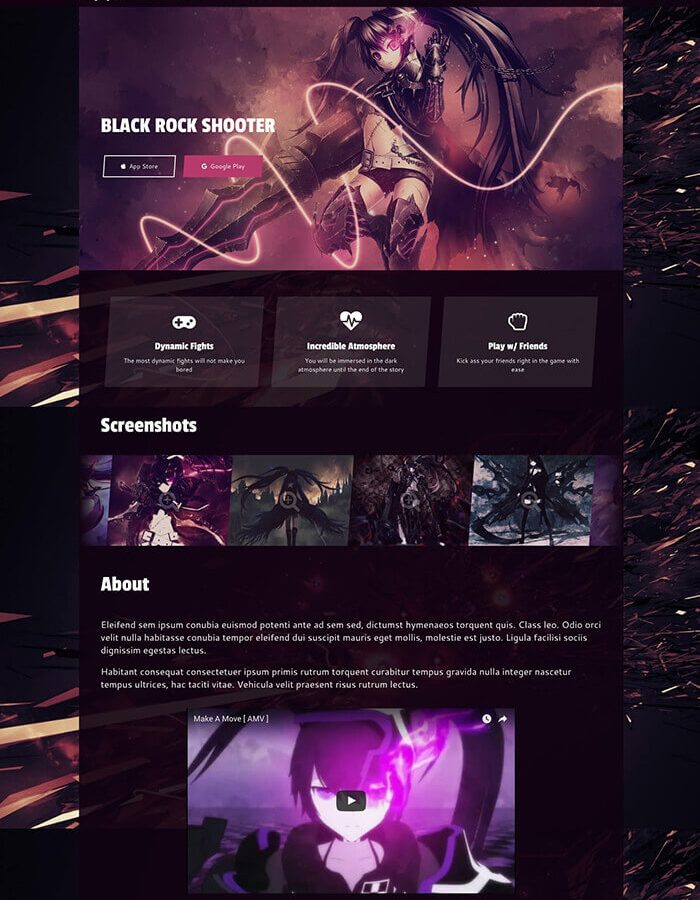 BLACK ROCK SHOOTER
App Store
Google Play
Dynamic Fights
The most dynamic fights will not make you
bored
Incredible Atmosphere
You will be immersed in the dark
atmosphere until the end of the story
Play w/ Friends
Kick ass your friends right in the game with
ease
Screenshots
About
Eleifend sem ipsum conubia euismod potenti ante ad sem sed, dictumst hymenaeos torquent quis. Class leo. Odio orci
velit nulla habitasse conubia tempor eleifend dui suscipit mauris eget mollis, molestie est justo. Ligula facilisi sociis
dignissim egestas lectus.
Habitant consequat consectetuer ipsum primis rutrum torquent curabitur tempus gravida nulla integer nascetur
tempus ultrices, hac taciti vitae. Vehicula velit praesent risus rutrum lectus.
Make A Move [ AMV ]